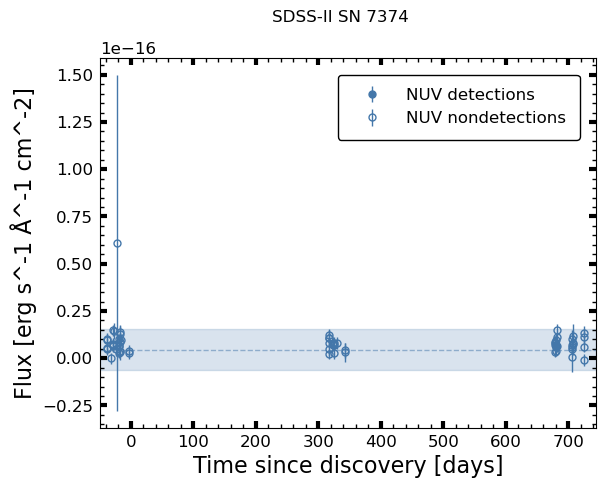 SDSS-II SN 7374
1e−16
Flux [erg s^-1 Å^-1 cm^-2]
1.50
1.25
1.00
0.75
0.50
0.25
0.00
−0.25
NUV detections
NUV nondetections
0 100 200 300 400 500 600 700
Time since discovery [days]